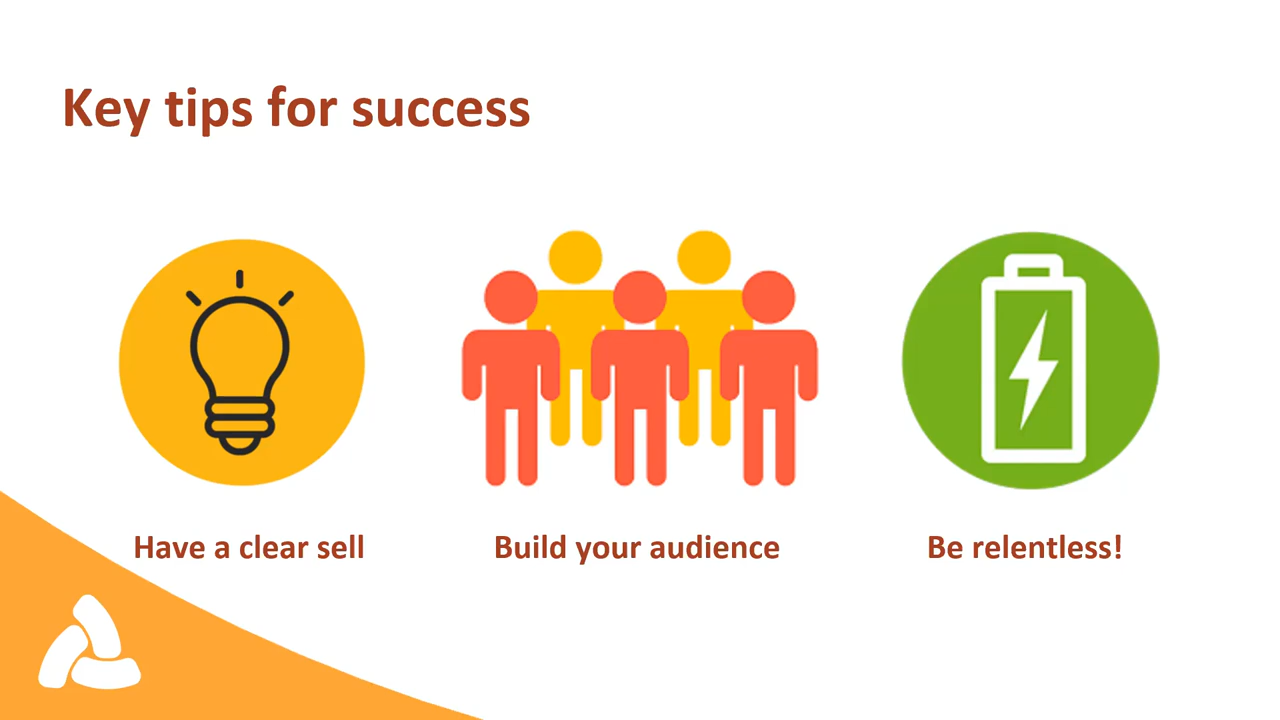 Key tips for success
Have a clear sell
Build your audience
Be relentless!